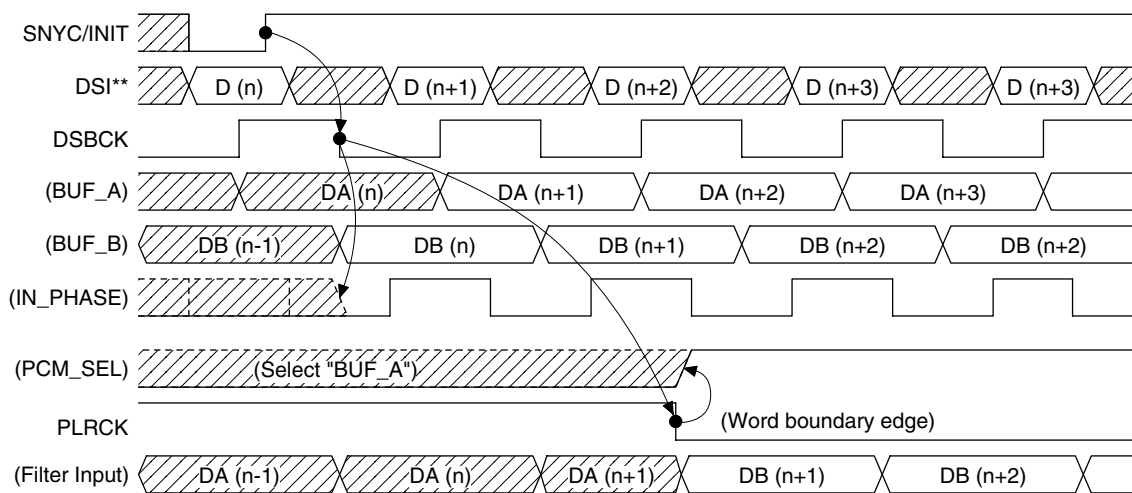 SNYC/INIT
DSI** D (n) D (n+1) D (n+2) D (n+3) D (n+3)
DSBCK
(BUF_A) DA (n) DA (n+1) DA (n+2) DA (n+3)
(BUF_B) DB (n-1) DB (n) DB (n+1) DB (n+2) DB (n+2)
(IN_PHASE)
(PCM_SEL) (Select "BUF_A")
PLRCK (Word boundary edge)
(Filter Input) DA (n-1) DA (n) DA (n+1) DB (n+1) DB (n+2)